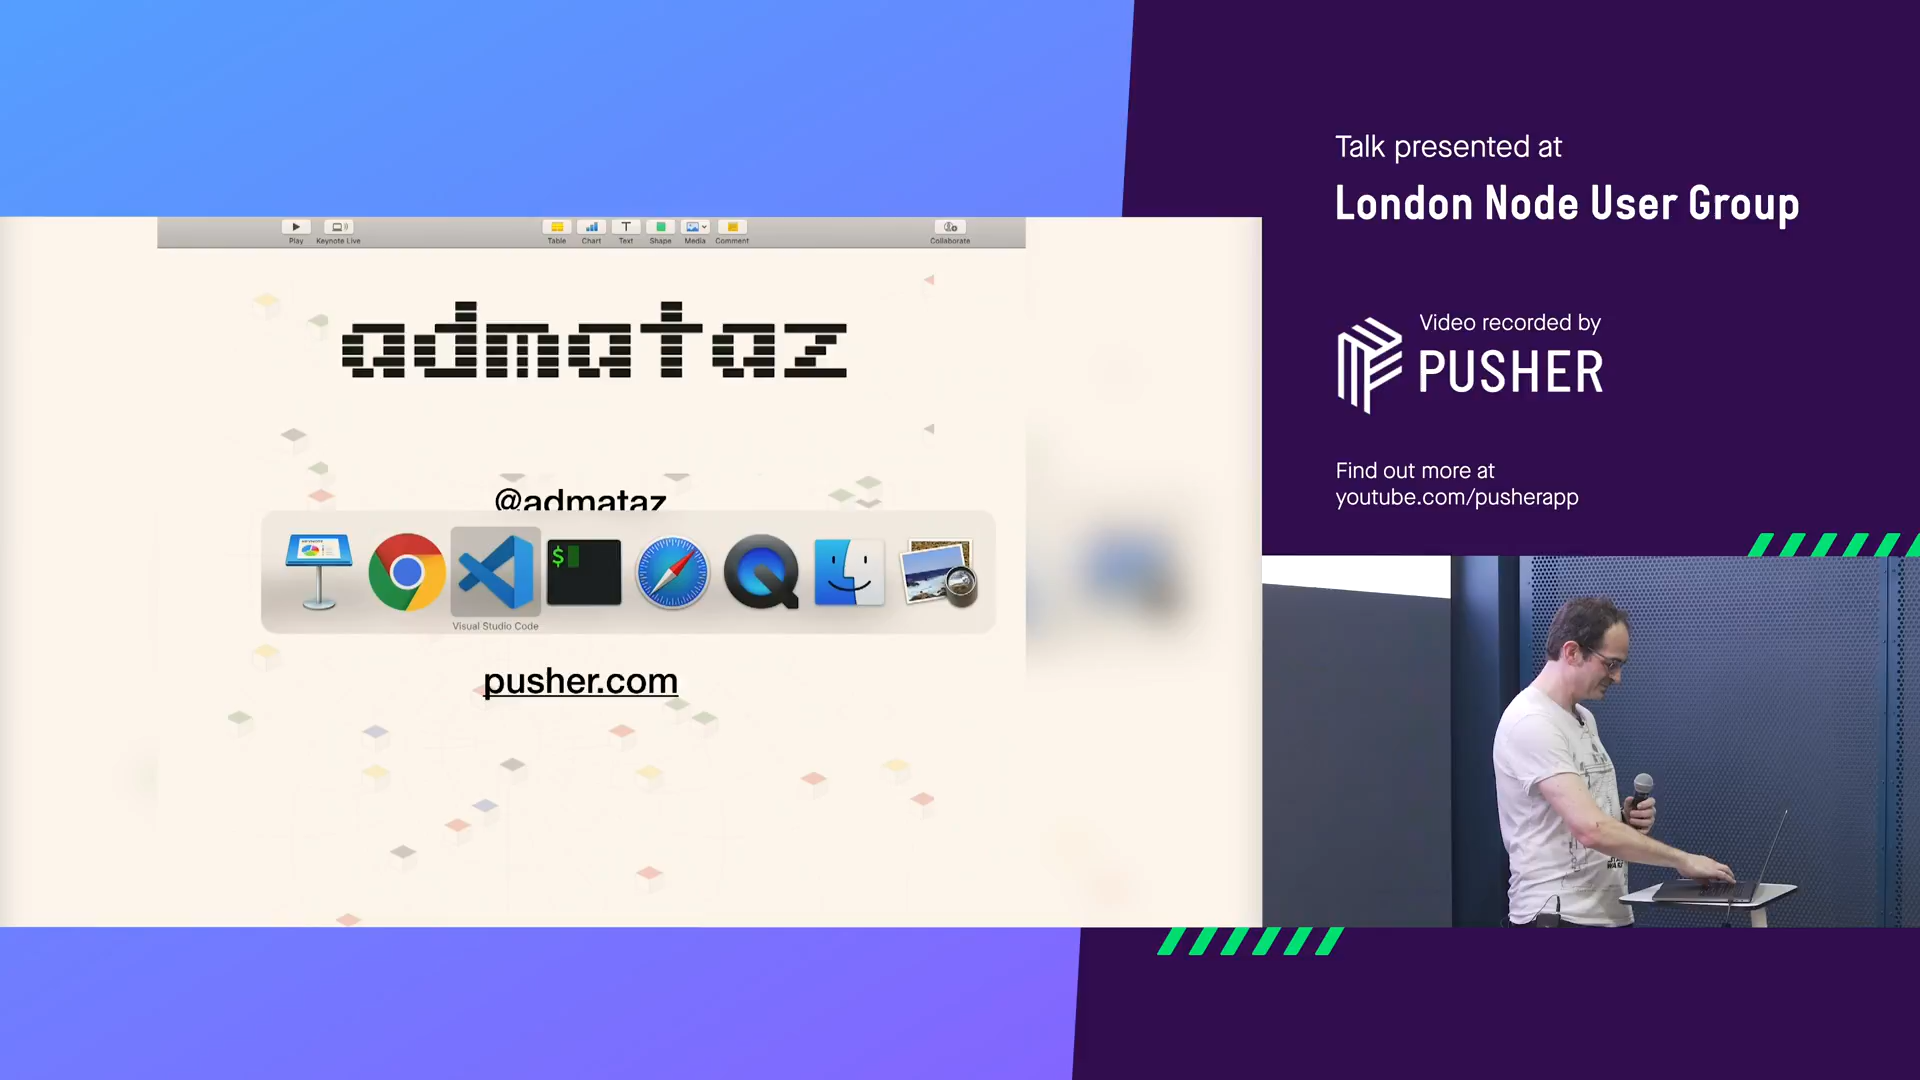 Talk presented at
London Node User Group
Video recorded by
PUSHER
Find out more at
youtube.com/pusherapp
Play
Keynote Live
Table
Chart
Text
Shape
Media
Comment
Collaborate
admataz
@admataz
$
Visual Studio Code
pusher.com